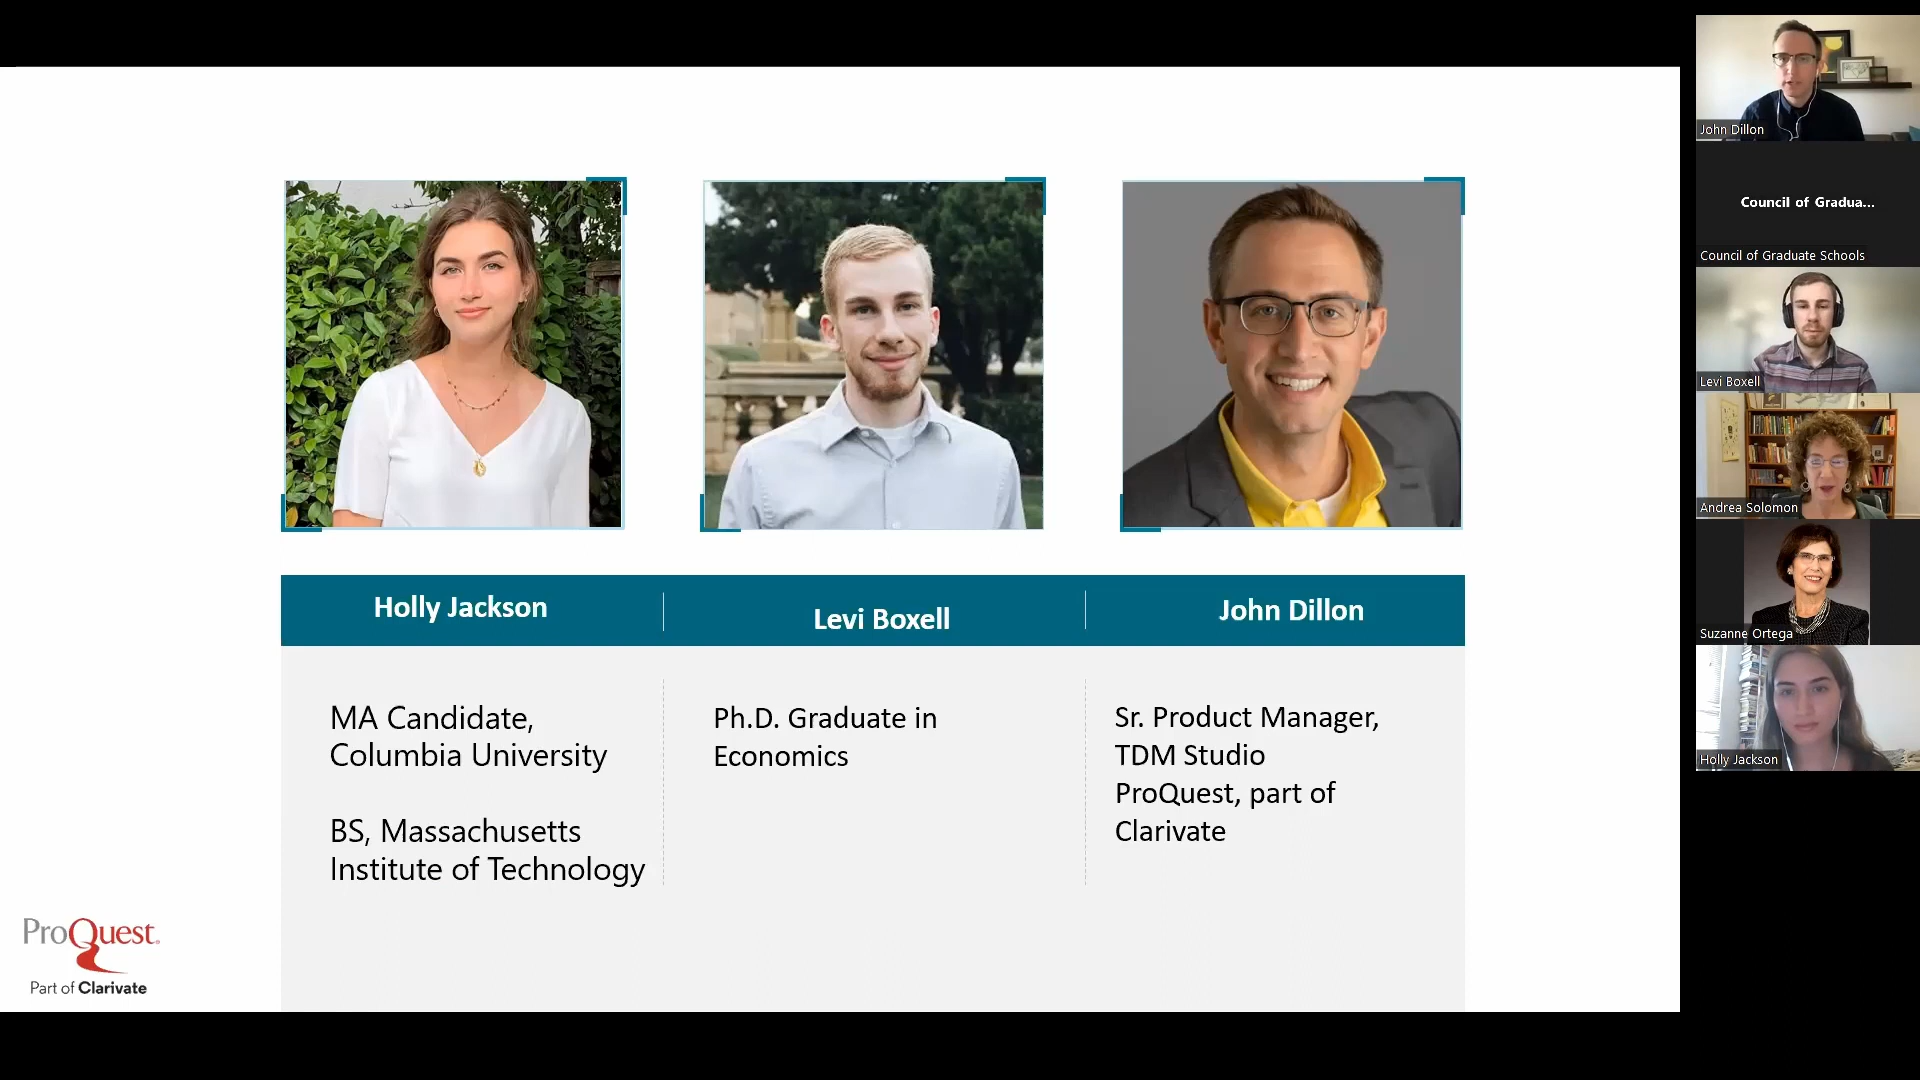 Holly Jackson
Levi Boxell
John Dillon
MA Candidate,
Columbia University
BS, Massachusetts
Institute of Technology
Ph.D. Graduate in
Economics
Sr. Product Manager,
TDM Studio
ProQuest, part of
Clarivate
ProQuest®
Part of Clarivate
John Dillon
Council of Gradua...
Council of Graduate Schools
Levi Boxell
Andrea Solomon
Suzanne Ortega
Holly Jackson